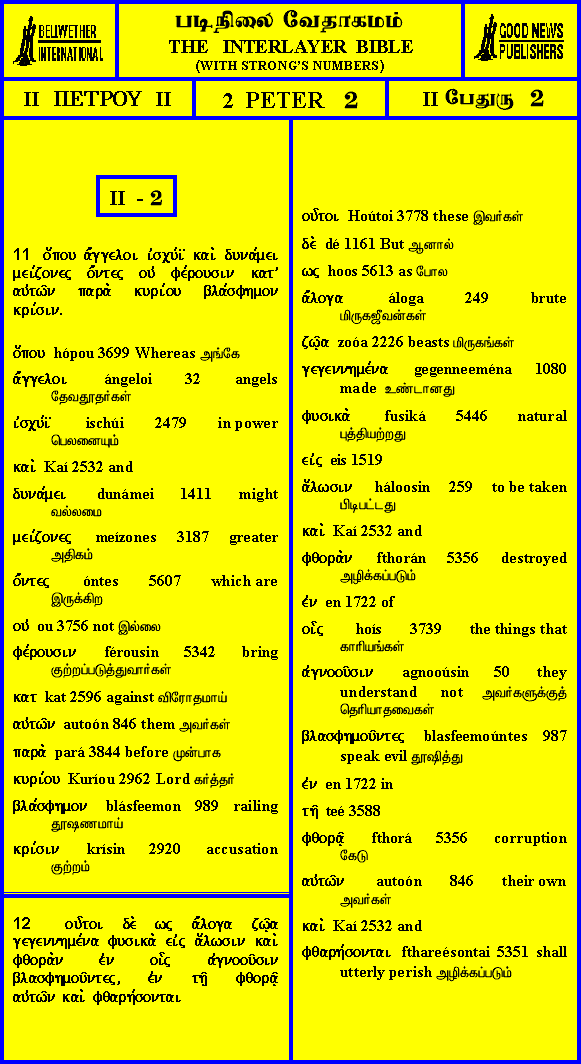 BELLWETHER
INTERNATIONAL
படிநிலை வேதாகமம்
THE INTERLAYER BIBLE
(WITH STRONG'S NUMBERS)
GOOD NEWS
PUBLISHERS
II ΠΕΤΡΟΥ II
2 PETER 2
II பேதுரு 2
II - 2
11 ὅπου ἄγγελοι ἰσχύϊ καὶ δυνάμει
μείζονες ὄντες οὐ φέρουσιν κατ'
αὐτῶν παρὰ κυρίου βλάσφημον
κρίσιν.
ὅπου hópou 3699 Whereas அங்கே
ἄγγελοι ángeloi 32 angels
தேவதூதர்கள்
ἰσχύϊ ischúi 2479 in power
பெலனையும்
καὶ Kaí 2532 and
δυνάμει dunámei 1411 might
வல்லமை
μείζονες meízones 3187 greater
அதிகம்
ὄντες óntes 5607 which are
இருக்கிற
οὐ ou 3756 not இல்லை
φέρουσιν férousin 5342 bring
குற்றப்படுத்துவார்கள்
κατ kat 2596 against விரோதமாய்
αὐτῶν autoón 846 them அவர்கள்
παρὰ pará 3844 before முன்பாக
κυρίου Kuríou 2962 Lord கர்த்தர்
βλάσφημον blásfeemon 989 railing
தூஷணமாய்
κρίσιν krísin 2920 accusation
குற்றம்
12 οὗτοι δὲ ως ἄλογα ζῷα
γεγεννημένα φυσικὰ εἰς ἅλωσιν καὶ
φθορὰν ἐν οἷς ἀγνοοῦσιν
βλασφημοῦντες, ἐν τῇ φθορᾷ
αὐτῶν καὶ φθαρήσονται
οὗτοι Hoútoi 3778 these இவர்கள்
δὲ dé 1161 But ஆனால்
ως hoos 5613 as போல
ἄλογα áloga 249 brute
மிருகஜீவன்கள்
ζῷα zoóa 2226 beasts மிருகங்கள்
γεγεννημένα gegenneeména 1080
made உண்டானது
φυσικὰ fusiká 5446 natural
புத்தியற்றது
εἰς eis 1519
ἅλωσιν háloosin 259 to be taken
பிடிபட்டது
καὶ Kaí 2532 and
φθορὰν fthorán 5356 destroyed
அழிக்கப்படும்
ἐν en 1722 of
οἷς hoís 3739 the things that
காரியங்கள்
ἀγνοοῦσιν agnooúsin 50 they
understand not அவர்களுக்குத்
தெரியாதவைகள்
βλασφημοῦντες blasfeemoúntes 987
speak evil தூஷித்து
ἐν en 1722 in
τῇ teé 3588
φθορᾷ fthorá 5356 corruption
கேடு
αὐτῶν autoón 846 their own
அவர்கள்
καὶ Kaí 2532 and
φθαρήσονται fthareésontai 5351 shall
utterly perish அழிக்கப்படும்